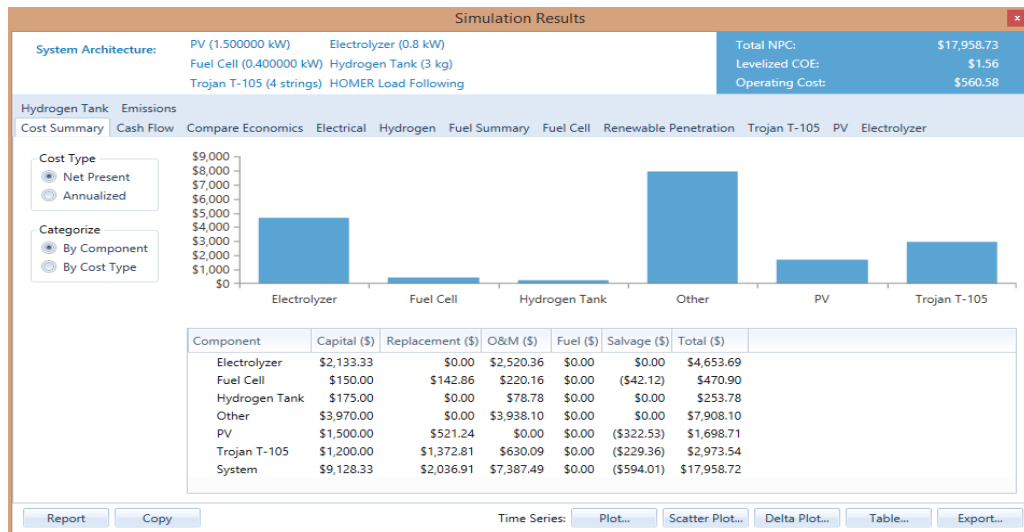 Simulation Results
x
System Architecture:
PV (1.500000 kW) Electrolyzer (0.8 kW)
Fuel Cell (0.400000 kW) Hydrogen Tank (3 kg)
Trojan T-105 (4 strings) HOMER Load Following
Total NPC: $17,958.73
Levelized COE: $1.56
Operating Cost: $560.58
Hydrogen Tank Emissions
Cost Summary Cash Flow Compare Economics Electrical Hydrogen Fuel Summary Fuel Cell Renewable Penetration Trojan T-105 PV Electrolyzer
Cost Type
Net Present
Annualized
Categorize
By Component
By Cost Type
$9,000
$8,000
$7,000
$6,000
$5,000
$4,000
$3,000
$2,000
$1,000
$0
Electrolyzer Fuel Cell Hydrogen Tank Other PV Trojan T-105
Component Capital ($) Replacement ($) O&M ($) Fuel ($) Salvage ($) Total ($)
Electrolyzer $2,133.33 $0.00 $2,520.36 $0.00 $0.00 $4,653.69
Fuel Cell $150.00 $142.86 $220.16 $0.00 ($42.12) $470.90
Hydrogen Tank $175.00 $0.00 $78.78 $0.00 $0.00 $253.78
Other $3,970.00 $0.00 $3,938.10 $0.00 $0.00 $7,908.10
PV $1,500.00 $521.24 $0.00 $0.00 ($322.53) $1,698.71
Trojan T-105 $1,200.00 $1,372.81 $630.09 $0.00 ($229.36) $2,973.54
System $9,128.33 $2,036.91 $7,387.49 $0.00 ($594.01) $17,958.72
Report Copy Time Series: Plot... Scatter Plot... Delta Plot... Table... Export...